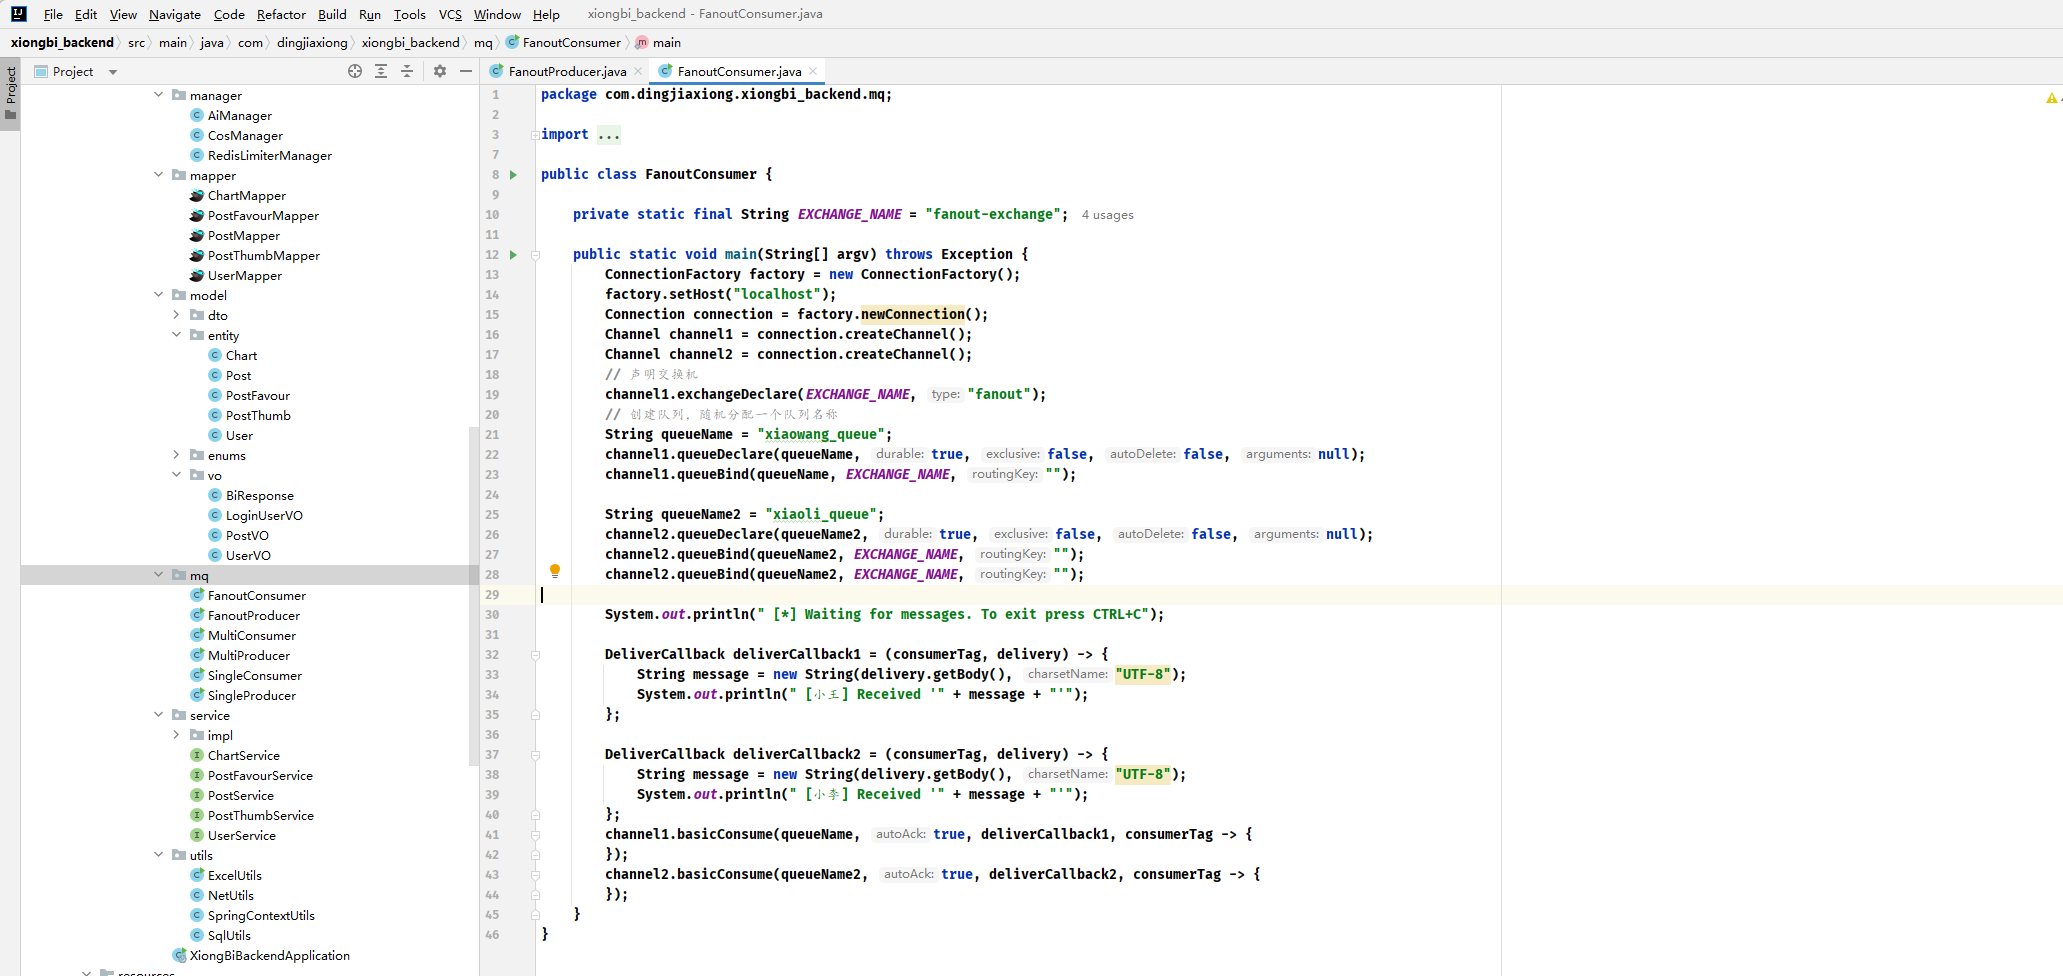 File Edit View Navigate Code Refactor Build Run Tools VCS Window Help xiongbi_backend - FanoutConsumer.java
xiongbi_backend src main java com dingjiaxiong xiongbi_backend mq FanoutConsumer main
Project
Project
manager
AiManager
CosManager
RedisLimiterManager
mapper
ChartMapper
PostFavourMapper
PostMapper
PostThumbMapper
UserMapper
model
dto
entity
Chart
Post
PostFavour
PostThumb
User
enums
vo
BiResponse
LoginUserVO
PostVO
UserVO
mq
FanoutConsumer
FanoutProducer
MultiConsumer
MultiProducer
SingleConsumer
SingleProducer
service
impl
ChartService
PostFavourService
PostService
PostThumbService
UserService
utils
ExcelUtils
NetUtils
SpringContextUtils
SqlUtils
XiongBiBackendApplication
resources
FanoutProducer.java FanoutConsumer.java
1 package com.dingjiaxiong.xiongbi_backend.mq;
2
3 import ...
7
8 public class FanoutConsumer {
9
10 private static final String EXCHANGE_NAME = "fanout-exchange"; 4 usages
11
12 public static void main(String[] argv) throws Exception {
13 ConnectionFactory factory = new ConnectionFactory();
14 factory.setHost("localhost");
15 Connection connection = factory.newConnection();
16 Channel channel1 = connection.createChannel();
17 Channel channel2 = connection.createChannel();
18 // 声明交换机
19 channel1.exchangeDeclare(EXCHANGE_NAME, type: "fanout");
20 // 创建队列, 随机分配一个队列名称
21 String queueName = "xiaowang_queue";
22 channel1.queueDeclare(queueName, durable: true, exclusive: false, autoDelete: false, arguments: null);
23 channel1.queueBind(queueName, EXCHANGE_NAME, routingKey: "");
24
25 String queueName2 = "xiaoli_queue";
26 channel2.queueDeclare(queueName2, durable: true, exclusive: false, autoDelete: false, arguments: null);
27 channel2.queueBind(queueName2, EXCHANGE_NAME, routingKey: "");
28 channel2.queueBind(queueName2, EXCHANGE_NAME, routingKey: "");
29
30 System.out.println(" [*] Waiting for messages. To exit press CTRL+C");
31
32 DeliverCallback deliverCallback1 = (consumerTag, delivery) -> {
33 String message = new String(delivery.getBody(), charsetName: "UTF-8");
34 System.out.println(" [小王] Received '" + message + "'");
35 };
36
37 DeliverCallback deliverCallback2 = (consumerTag, delivery) -> {
38 String message = new String(delivery.getBody(), charsetName: "UTF-8");
39 System.out.println(" [小李] Received '" + message + "'");
40 };
41 channel1.basicConsume(queueName, autoAck: true, deliverCallback1, consumerTag -> {
42 });
43 channel2.basicConsume(queueName2, autoAck: true, deliverCallback2, consumerTag -> {
44 });
45 }
46 }